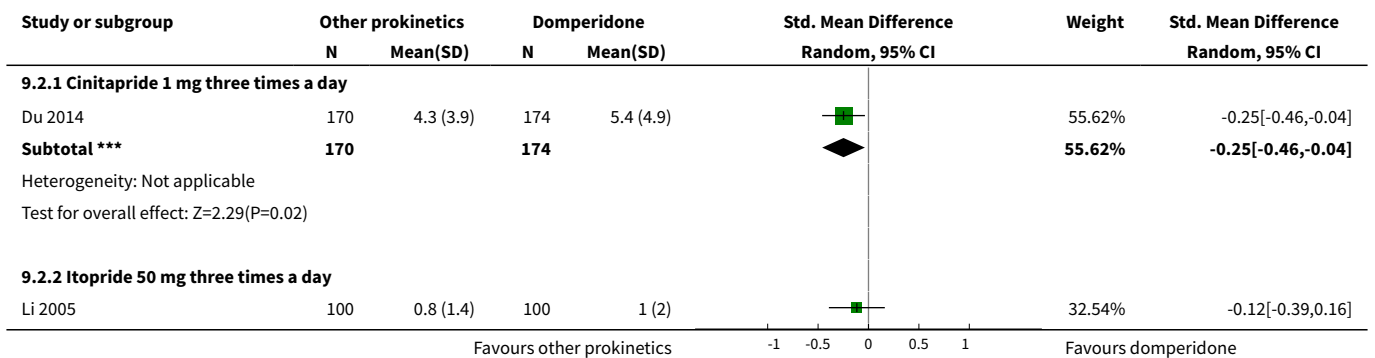 Study or subgroup Other prokinetics Domperidone Std. Mean Difference Weight Std. Mean Difference
N Mean(SD) N Mean(SD) Random, 95% CI Random, 95% CI
9.2.1 Cinitapride 1 mg three times a day
Du 2014 170 4.3 (3.9) 174 5.4 (4.9) 55.62% -0.25[-0.46,-0.04]
Subtotal *** 170 174 55.62% -0.25[-0.46,-0.04]
Heterogeneity: Not applicable
Test for overall effect: Z=2.29(P=0.02)
9.2.2 Itopride 50 mg three times a day
Li 2005 100 0.8 (1.4) 100 1 (2) 32.54% -0.12[-0.39,0.16]
Favours other prokinetics -1 -0.5 0 0.5 1 Favours domperidone